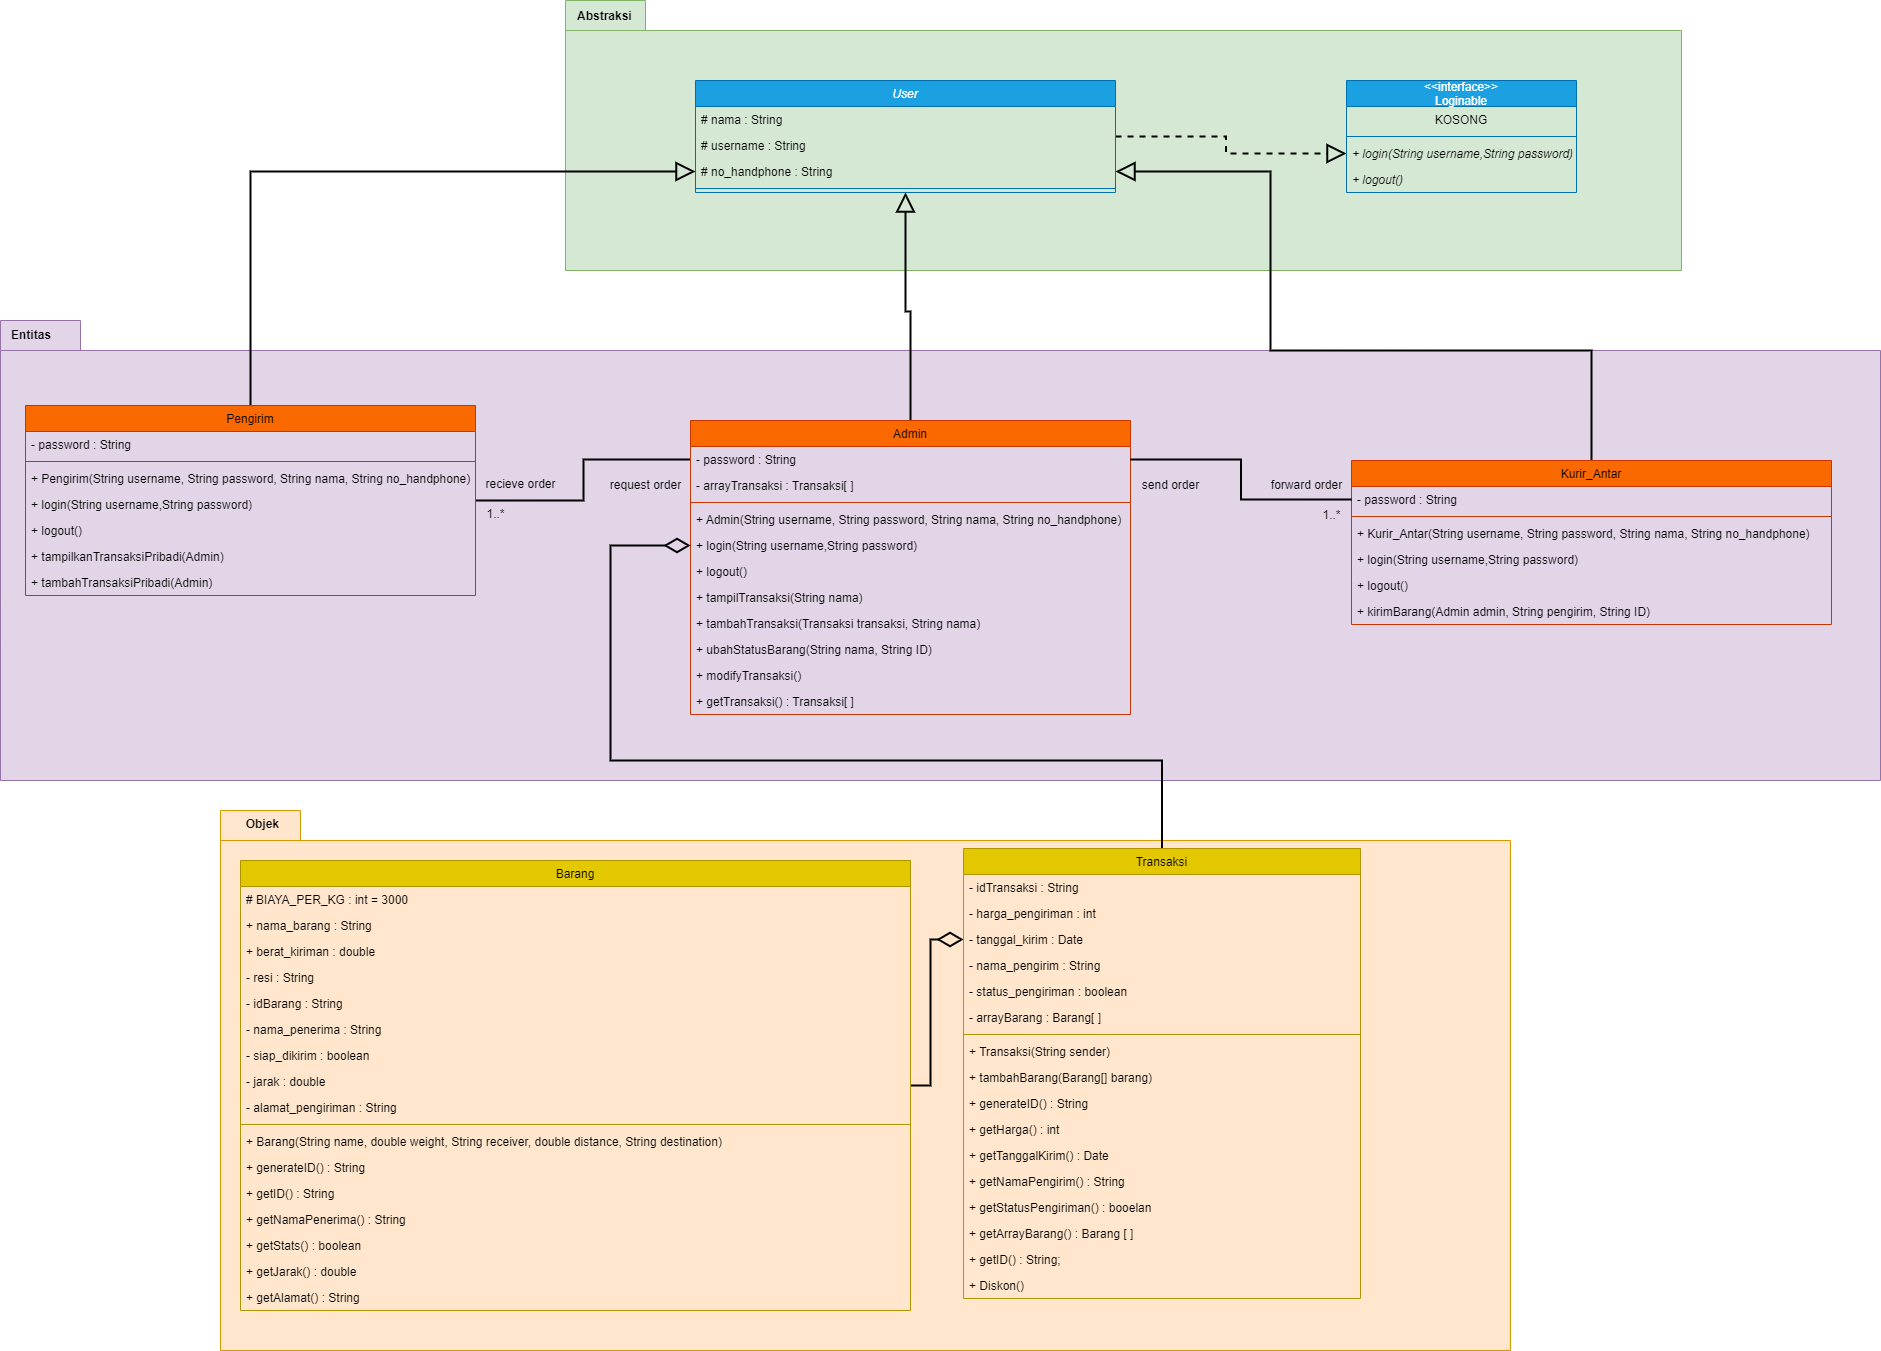 Abstraksi
User
# nama : String
# username : String
# no_handphone : String
<<interface>>
Loginable
KOSONG
+ login(String username,String password)
+ logout()
Entitas
Pengirim
- password : String
+ Pengirim(String username, String password, String nama, String no_handphone)
+ login(String username,String password)
+ logout()
+ tampilkanTransaksiPribadi(Admin)
+ tambahTransaksiPribadi(Admin)
recieve order
1..*
request order
Admin
- password : String
- arrayTransaksi : Transaksi[ ]
+ Admin(String username, String password, String nama, String no_handphone)
+ login(String username,String password)
+ logout()
+ tampilTransaksi(String nama)
+ tambahTransaksi(Transaksi transaksi, String nama)
+ ubahStatusBarang(String nama, String ID)
+ modifyTransaksi()
+ getTransaksi() : Transaksi[ ]
send order
forward order
1..*
Kurir_Antar
- password : String
+ Kurir_Antar(String username, String password, String nama, String no_handphone)
+ login(String username,String password)
+ logout()
+ kirimBarang(Admin admin, String pengirim, String ID)
Objek
Barang
# BIAYA_PER_KG : int = 3000
+ nama_barang : String
+ berat_kiriman : double
- resi : String
- idBarang : String
- nama_penerima : String
- siap_dikirim : boolean
- jarak : double
- alamat_pengiriman : String
+ Barang(String name, double weight, String receiver, double distance, String destination)
+ generateID() : String
+ getID() : String
+ getNamaPenerima() : String
+ getStats() : boolean
+ getJarak() : double
+ getAlamat() : String
Transaksi
- idTransaksi : String
- harga_pengiriman : int
- tanggal_kirim : Date
- nama_pengirim : String
- status_pengiriman : boolean
- arrayBarang : Barang[ ]
+ Transaksi(String sender)
+ tambahBarang(Barang[] barang)
+ generateID() : String
+ getHarga() : int
+ getTanggalKirim() : Date
+ getNamaPengirim() : String
+ getStatusPengiriman() : booelan
+ getArrayBarang() : Barang [ ]
+ getID() : String;
+ Diskon()